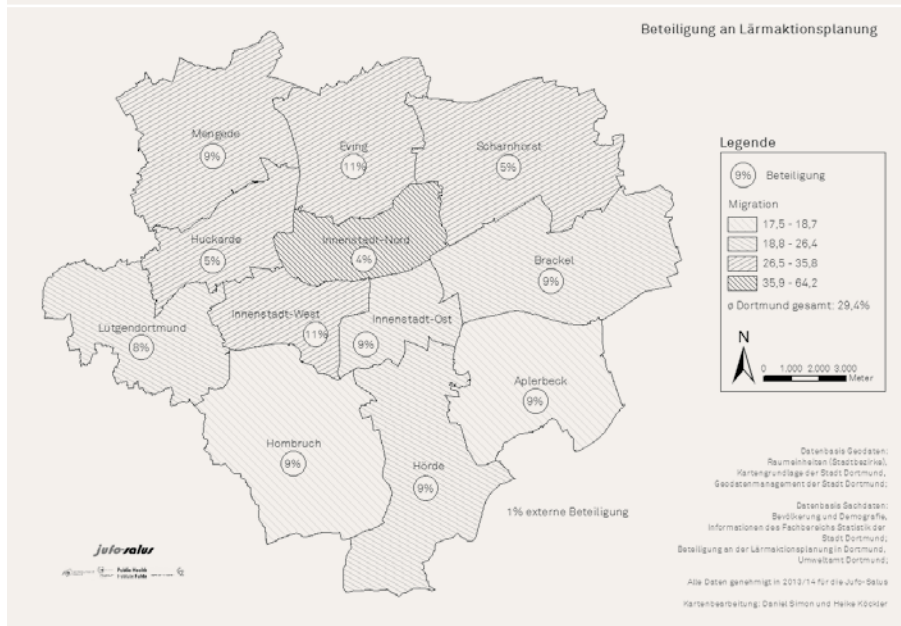 Beteiligung an Lärmaktionsplanung
Mengede
9%
Eving
11%
Scharnhorst
5%
Huckarde
5%
Innenstadt-Nord
4%
Brackel
9%
Lütgendortmund
8%
Innenstadt-West
11%
Innenstadt-Ost
9%
Aplerbeck
9%
Hombruch
9%
Hörde
9%
1% externe Beteiligung
Legende
9% Beteiligung
Migration
17,5 - 18,7
18,8 - 26,4
26,5 - 35,8
35,9 - 64,2
ø Dortmund gesamt: 29,4%
N
0 1.000 2.000 3.000
Meter
Datenbasis Geodaten:
Raumeinheiten (Stadtbezirke),
Kartengrundlage der Stadt Dortmund,
Geodatenmanagement der Stadt Dortmund;
Datenbasis Sachdaten:
Bevölkerung und Demografie,
Informationen des Fachbereichs Statistik der
Stadt Dortmund;
Beteiligung an der Lärmaktionsplanung in Dortmund,
Umweltamt Dortmund;
Alle Daten genehmigt in 2013/14 für die Jufo-Salus
Kartenbearbeitung: Daniel Simon und Heike Köckler
jufo-salus
Public Health